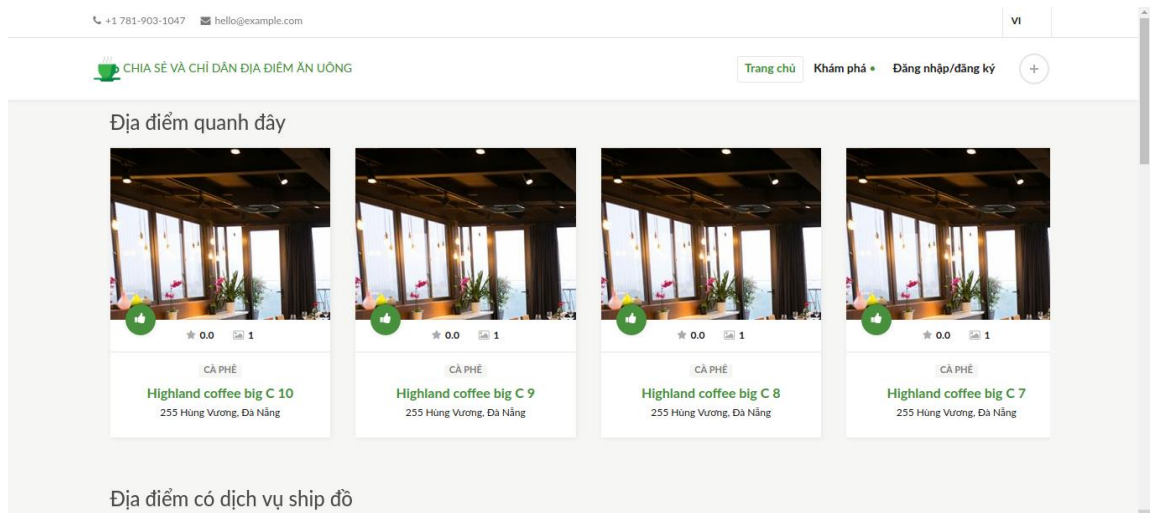 +1 781-903-1047 hello@example.com VI
CHIA SẺ VÀ CHỈ DẪN ĐỊA ĐIỂM ĂN UỐNG Trang chủ Khám phá Đăng nhập/đăng ký +
Địa điểm quanh đây
0.0 1 0.0 1 0.0 1 0.0 1
CÀ PHÊ CÀ PHÊ CÀ PHÊ CÀ PHÊ
Highland coffee big C 10 Highland coffee big C 9 Highland coffee big C 8 Highland coffee big C 7
255 Hùng Vương, Đà Nẵng 255 Hùng Vương, Đà Nẵng 255 Hùng Vương, Đà Nẵng 255 Hùng Vương, Đà Nẵng
Địa điểm có dịch vụ ship đồ